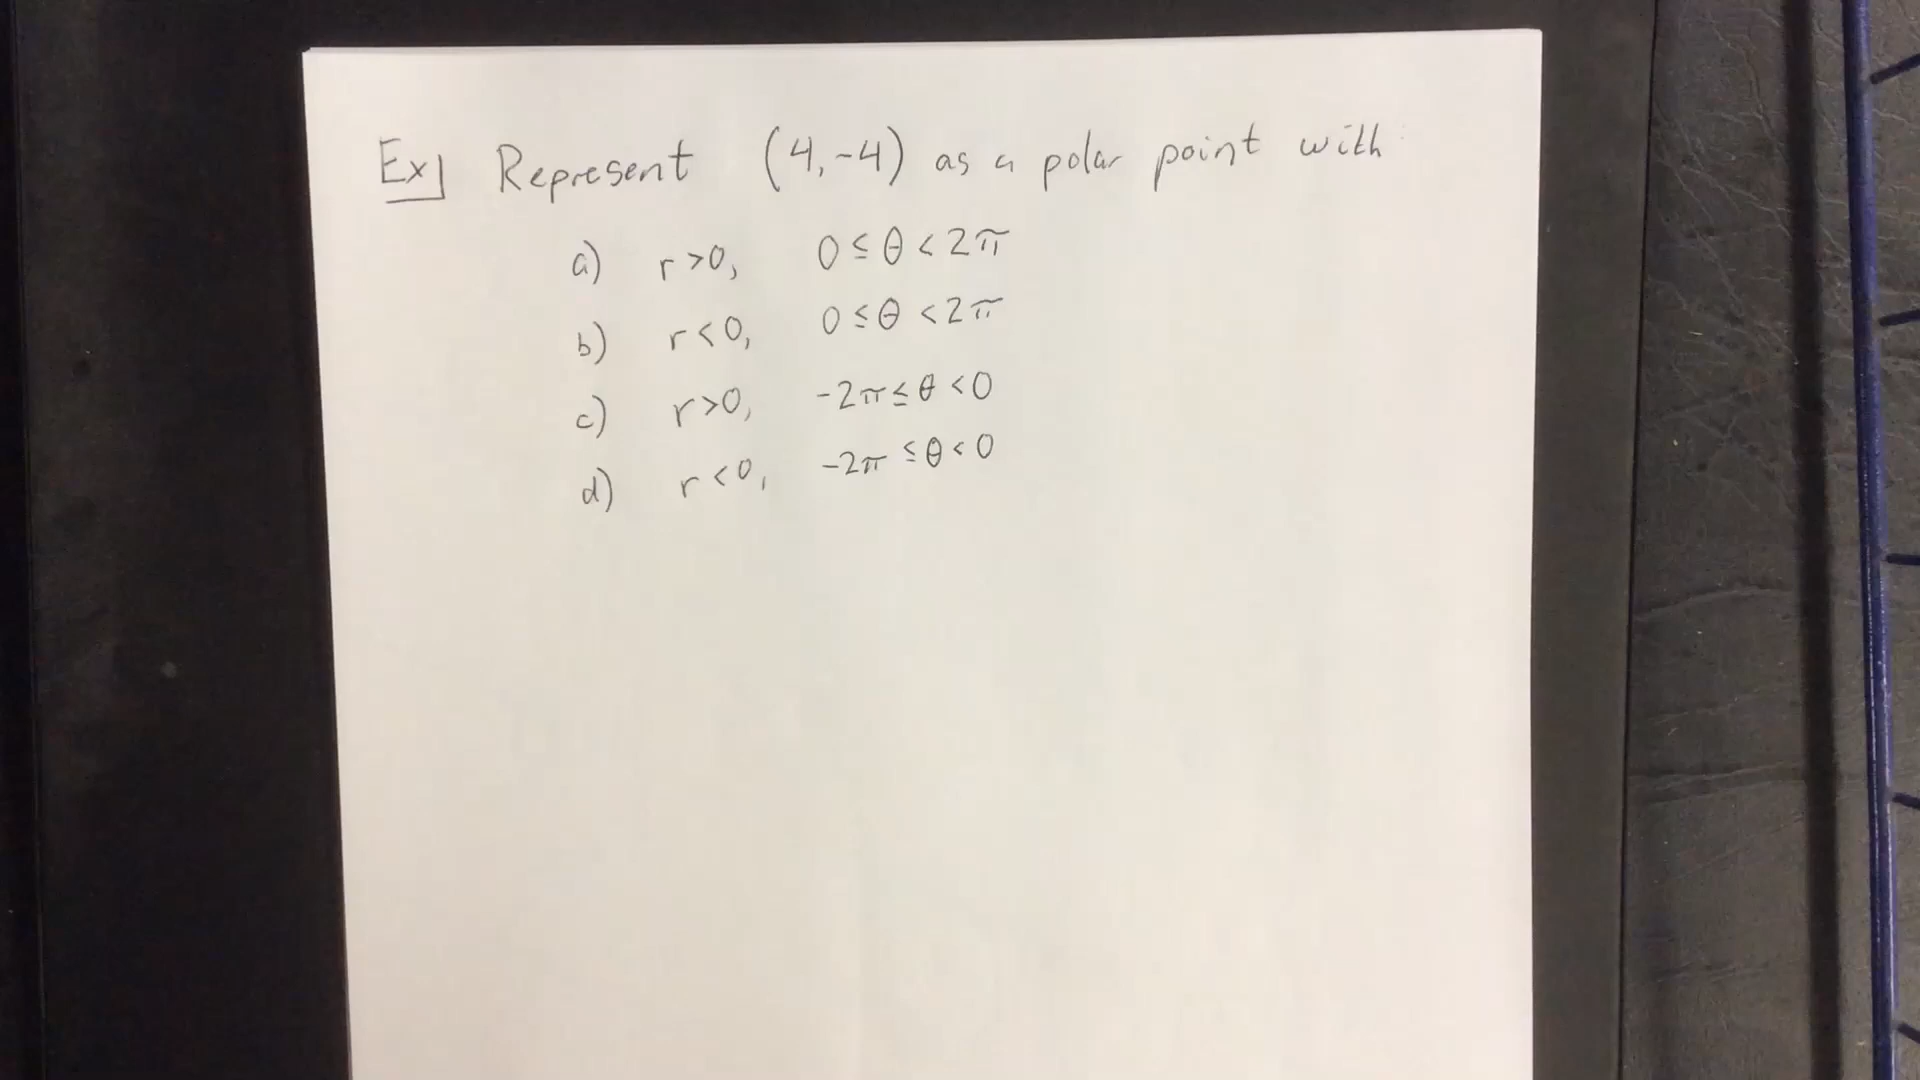 Ex] Represent (4,-4) as a polar point with
a) r>0, 0≤θ<2π
b) r<0, 0≤θ<2π
c) r>0, -2π≤θ<0
d) r<0, -2π≤θ<0